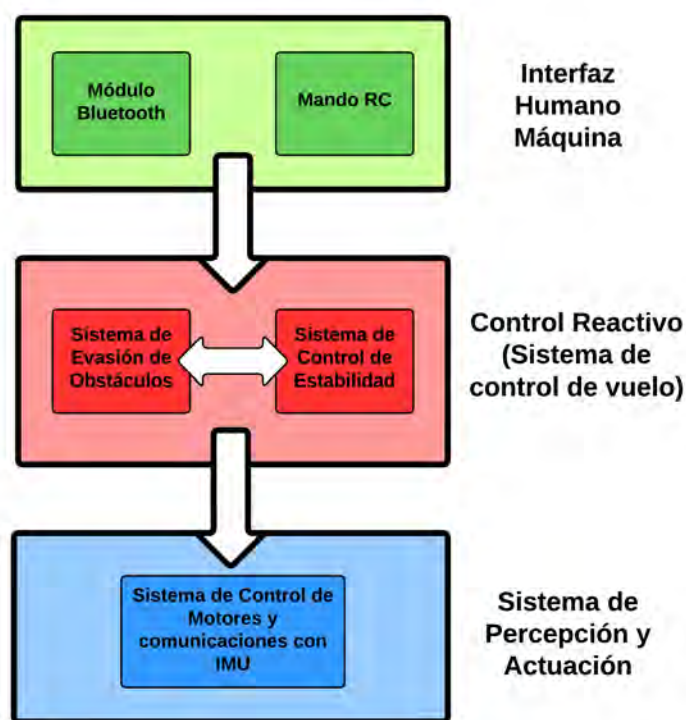 Módulo
Bluetooth
Mando RC
Interfaz
Humano
Máquina
Sistema de
Evasión de
Obstáculos
Sistema de
Control de
Estabilidad
Control Reactivo
(Sistema de
control de vuelo)
Sistema de Control de
Motores y
comunicaciones con
IMU
Sistema de
Percepción y
Actuación